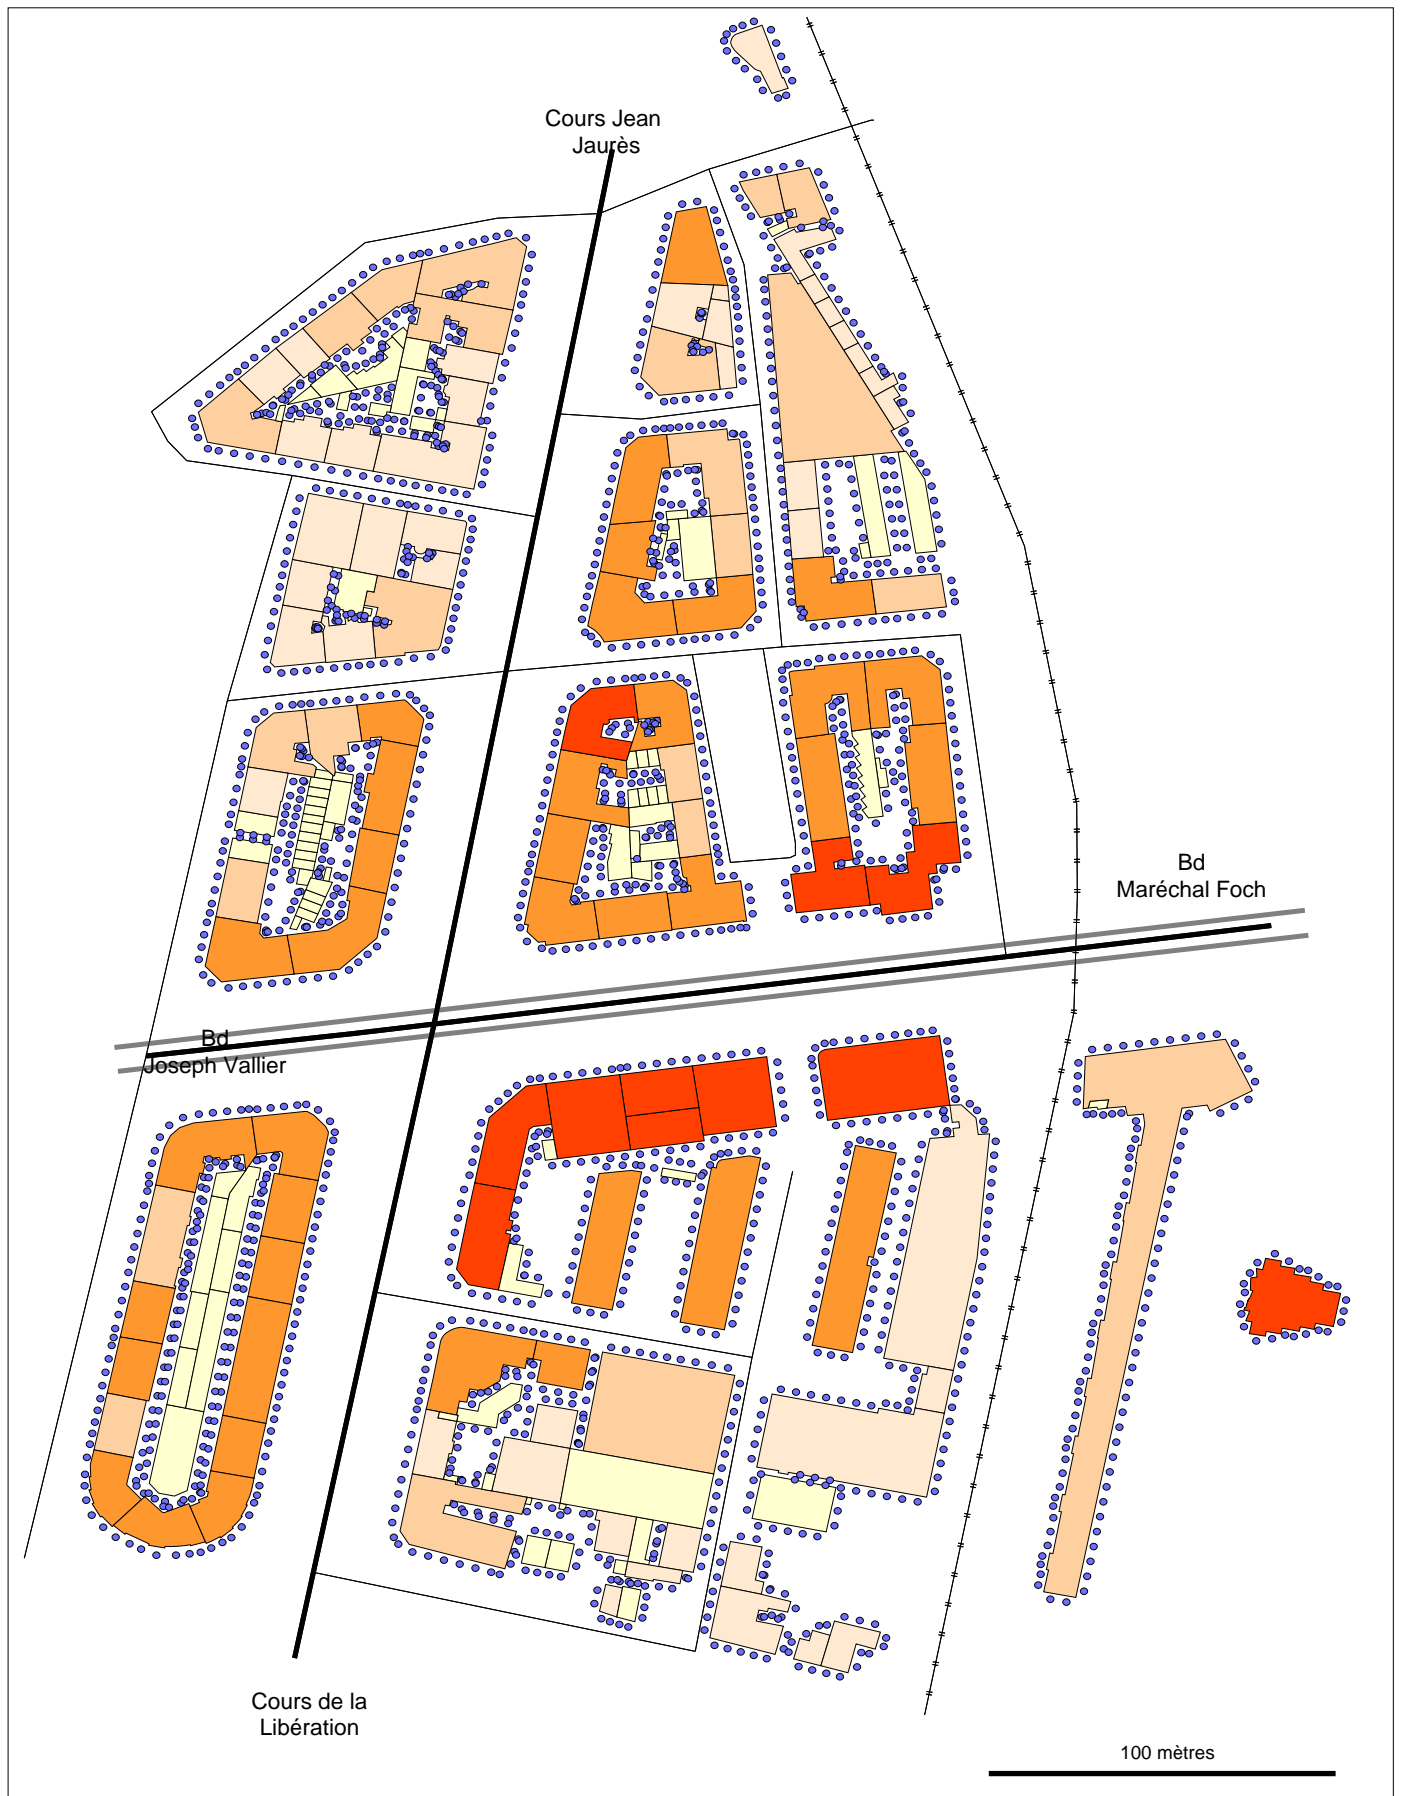 Cours Jean
Jaurès
Bd
Maréchal Foch
Bd
Joseph Vallier
Cours de la
Libération
100 mètres